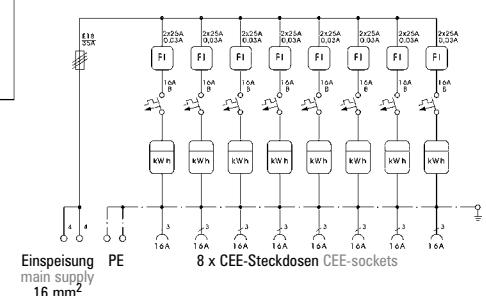 E18
35A
2x25A 2x25A 2x25A 2x25A 2x25A 2x25A 2x25A 2x25A
0,03A 0,03A 0,03A 0,03A 0,03A 0,03A 0,03A 0,03A
FI FI FI FI FI FI FI FI
16A 16A 16A 16A 16A 16A 16A 16A
B B B B B B B B
kWh kWh kWh kWh kWh kWh kWh kWh
4 4 3 3 3 3 3 3 3 3
16A 16A 16A 16A 16A 16A 16A 16A
Einspeisung PE 8 x CEE-Steckdosen CEE-sockets
main supply
16 mm²